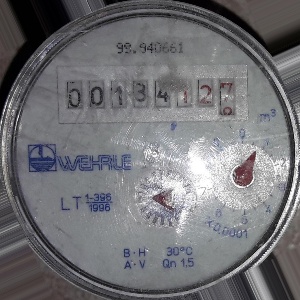 99.940661
0013412
m³
WEHRLE
LT 1-396
1996
x0,0001
B·H 30°C
A·V Qn 1,5